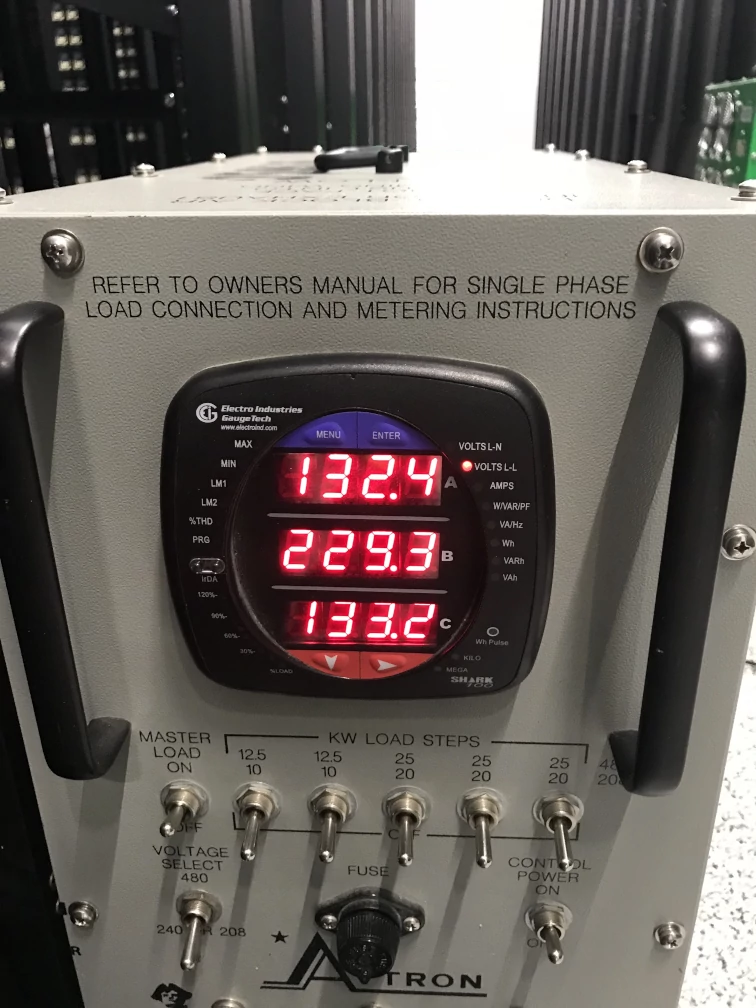 REFER TO OWNERS MANUAL FOR SINGLE PHASE
LOAD CONNECTION AND METERING INSTRUCTIONS
EIG Electro Industries
GaugeTech
www.electroind.com
MENU ENTER
MAX
MIN
LM1
LM2
%THD
PRG
IrDA
120%-
90%-
60%-
30%-
%LOAD
132.4 A
229.3 B
133.2 C
VOLTS L-N
VOLTS L-L
AMPS
W/VAR/PF
VA/Hz
Wh
VARh
VAh
Wh Pulse
KILO
MEGA
SHARK
100
MASTER
LOAD
ON
OFF
KW LOAD STEPS
12.5 12.5 25 25 25
10 10 20 20 20
VOLTAGE
SELECT
480
240 208
FUSE
CONTROL
POWER
ON
AVTRON